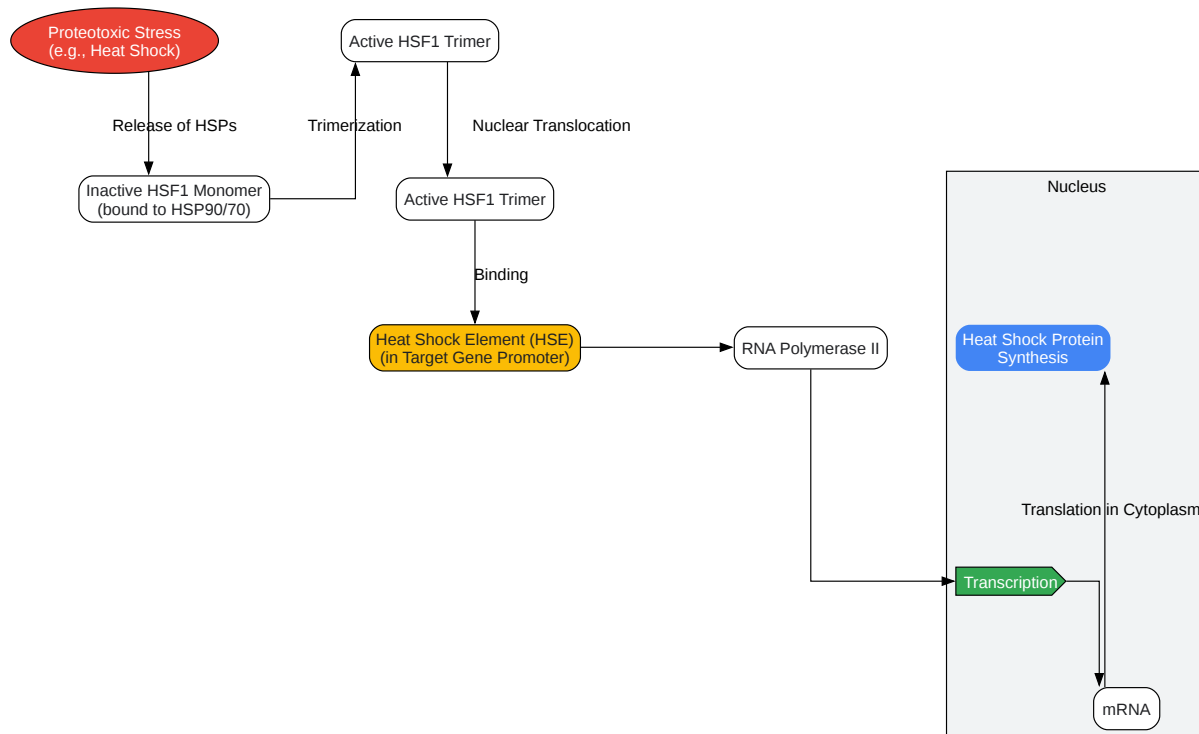 Proteotoxic Stress
(e.g., Heat Shock)
Active HSF1 Trimer
Release of HSPs
Trimerization
Nuclear Translocation
Inactive HSF1 Monomer
(bound to HSP90/70)
Active HSF1 Trimer
Nucleus
Binding
Heat Shock Element (HSE)
(in Target Gene Promoter)
RNA Polymerase II
Heat Shock Protein
Synthesis
Translation in Cytoplasm
Transcription
mRNA